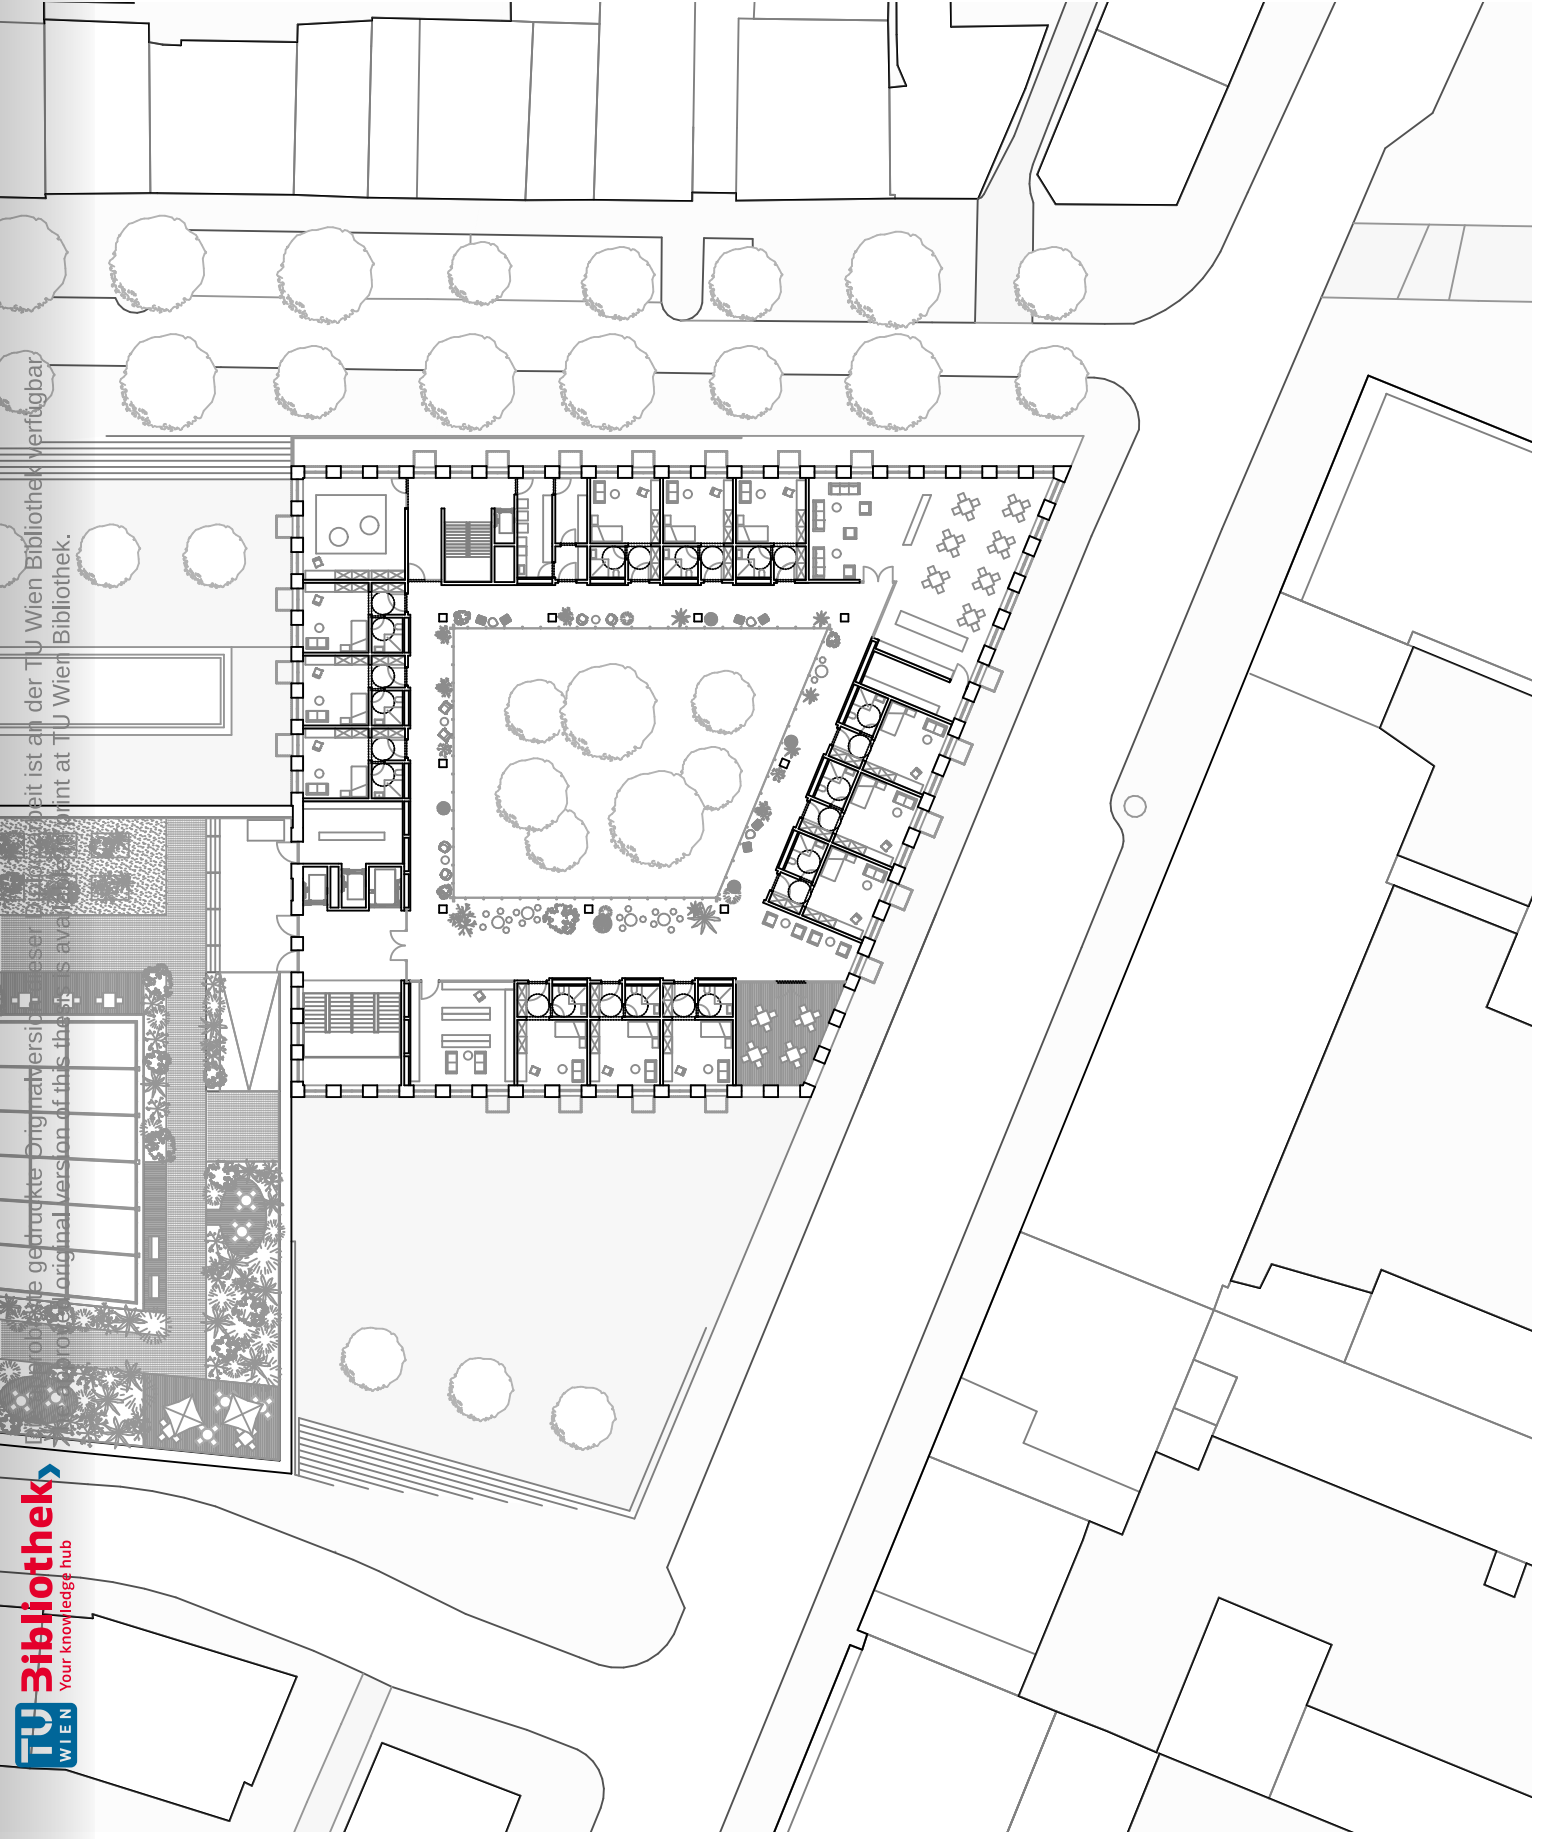 Die approbierte gedruckte Originalversion dieser Diplomarbeit ist an der TU Wien Bibliothek verfügbar
The approved original version of this thesis is available in print at TU Wien Bibliothek.
TU Bibliothek
WIEN Your knowledge hub